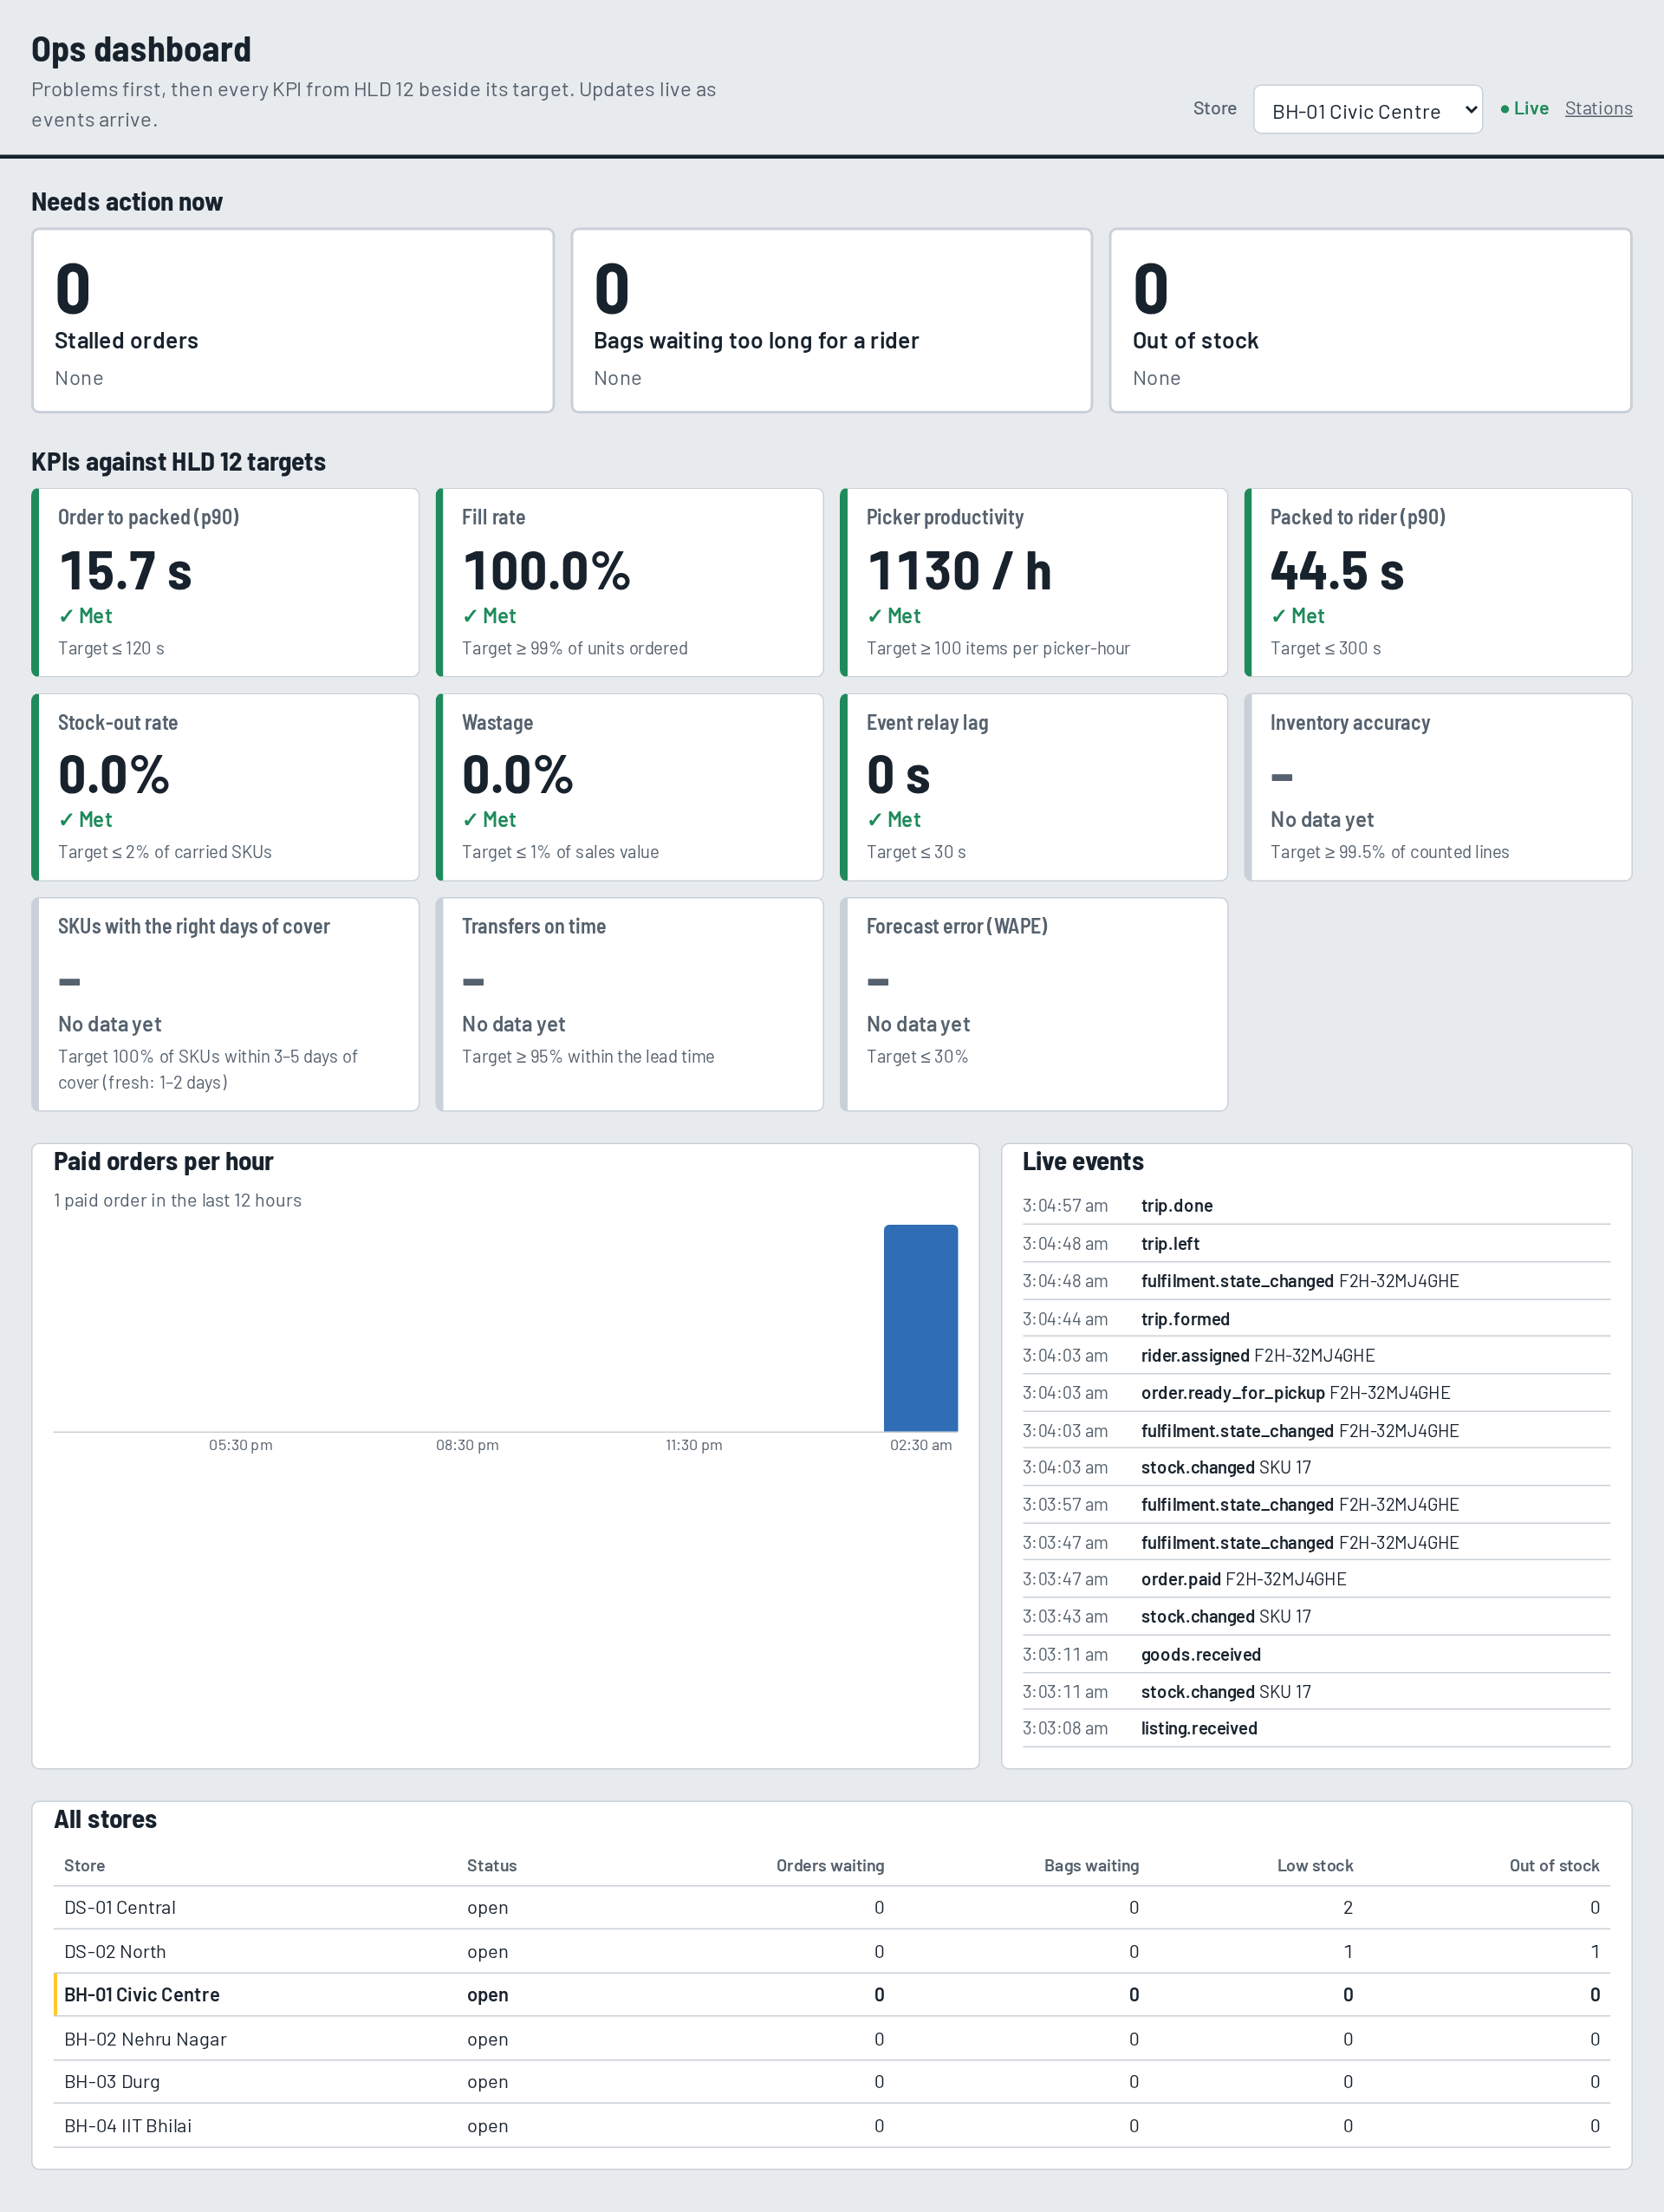 Ops dashboard
Problems first, then every KPI from HLD 12 beside its target. Updates live as
events arrive.
Store
BH-01 Civic Centre
● Live
Stations
Needs action now
0
Stalled orders
None
0
Bags waiting too long for a rider
None
0
Out of stock
None
KPIs against HLD 12 targets
Order to packed (p90)
15.7 s
✓ Met
Target ≤ 120 s
Fill rate
100.0%
✓ Met
Target ≥ 99% of units ordered
Picker productivity
1130 / h
✓ Met
Target ≥ 100 items per picker-hour
Packed to rider (p90)
44.5 s
✓ Met
Target ≤ 300 s
Stock-out rate
0.0%
✓ Met
Target ≤ 2% of carried SKUs
Wastage
0.0%
✓ Met
Target ≤ 1% of sales value
Event relay lag
0 s
✓ Met
Target ≤ 30 s
Inventory accuracy
–
No data yet
Target ≥ 99.5% of counted lines
SKUs with the right days of cover
–
No data yet
Target 100% of SKUs within 3–5 days of
cover (fresh: 1–2 days)
Transfers on time
–
No data yet
Target ≥ 95% within the lead time
Forecast error (WAPE)
–
No data yet
Target ≤ 30%
Paid orders per hour
1 paid order in the last 12 hours
05:30 pm 08:30 pm 11:30 pm 02:30 am
Live events
3:04:57 am trip.done
3:04:48 am trip.left
3:04:48 am fulfilment.state_changed F2H-32MJ4GHE
3:04:44 am trip.formed
3:04:03 am rider.assigned F2H-32MJ4GHE
3:04:03 am order.ready_for_pickup F2H-32MJ4GHE
3:04:03 am fulfilment.state_changed F2H-32MJ4GHE
3:04:03 am stock.changed SKU 17
3:03:57 am fulfilment.state_changed F2H-32MJ4GHE
3:03:47 am fulfilment.state_changed F2H-32MJ4GHE
3:03:47 am order.paid F2H-32MJ4GHE
3:03:43 am stock.changed SKU 17
3:03:11 am goods.received
3:03:11 am stock.changed SKU 17
3:03:08 am listing.received
All stores
Store Status Orders waiting Bags waiting Low stock Out of stock
DS-01 Central open 0 0 2 0
DS-02 North open 0 0 1 1
BH-01 Civic Centre open 0 0 0 0
BH-02 Nehru Nagar open 0 0 0 0
BH-03 Durg open 0 0 0 0
BH-04 IIT Bhilai open 0 0 0 0